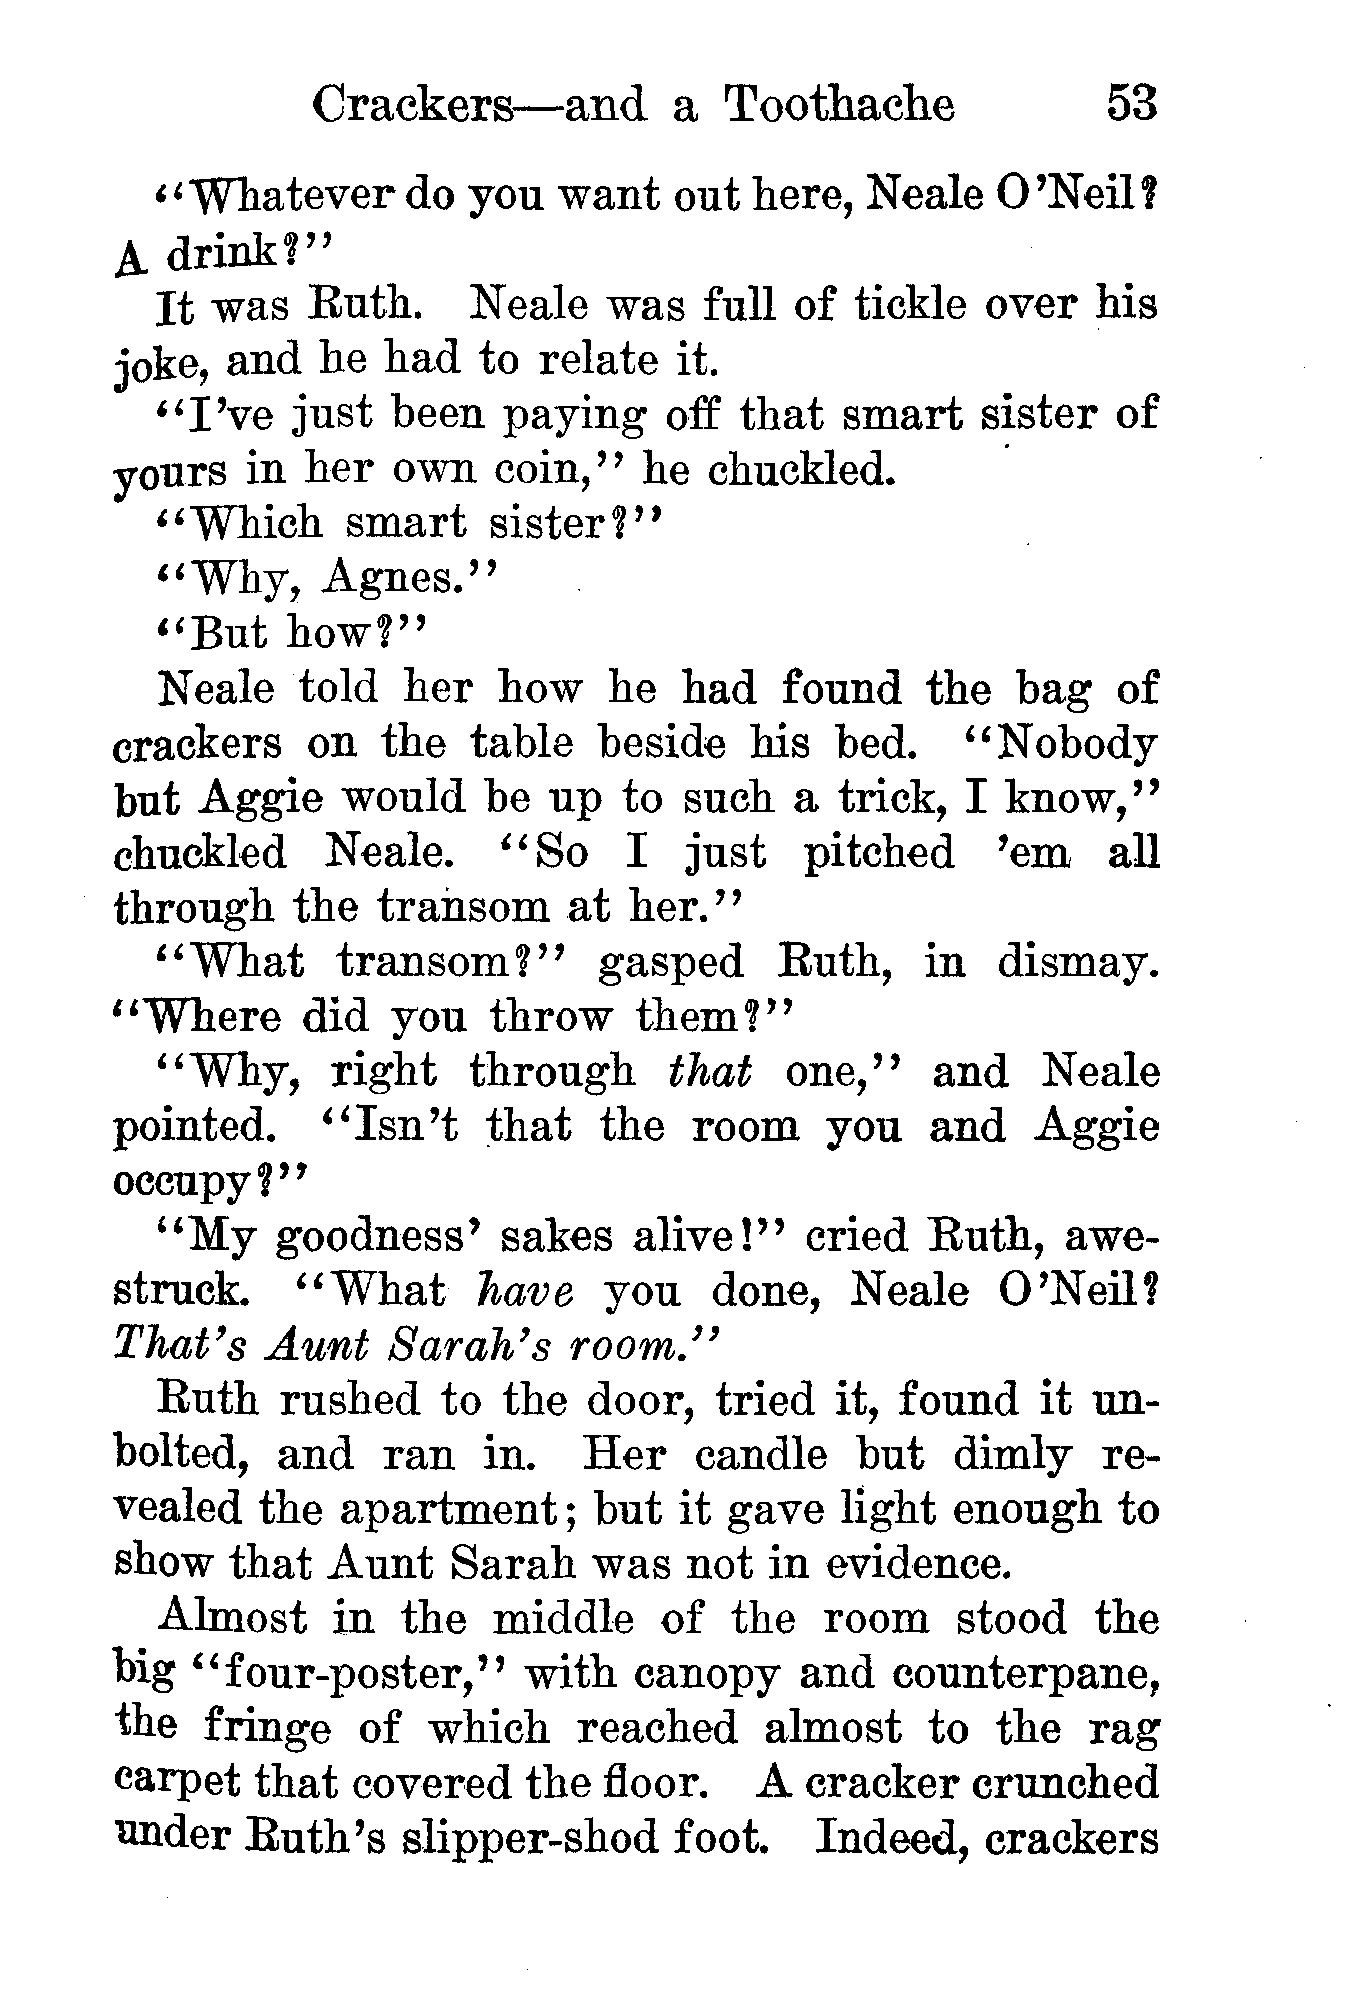 Crackers—and a Toothache 53
"Whatever do you want out here, Neale O'Neil?
A drink?"
It was Ruth. Neale was full of tickle over his
joke, and he had to relate it.
"I've just been paying off that smart sister of
yours in her own coin," he chuckled.
"Which smart sister?"
"Why, Agnes."
"But how?"
Neale told her how he had found the bag of
crackers on the table beside his bed. "Nobody
but Aggie would be up to such a trick, I know,"
chuckled Neale. "So I just pitched 'em all
through the transom at her."
"What transom?" gasped Ruth, in dismay.
"Where did you throw them?"
"Why, right through that one," and Neale
pointed. "Isn't that the room you and Aggie
occupy?"
"My goodness' sakes alive!" cried Ruth, awe-
struck. "What have you done, Neale O'Neil?
That's Aunt Sarah's room."
Ruth rushed to the door, tried it, found it un-
bolted, and ran in. Her candle but dimly re-
vealed the apartment; but it gave light enough to
show that Aunt Sarah was not in evidence.
Almost in the middle of the room stood the
big "four-poster," with canopy and counterpane,
the fringe of which reached almost to the rag
carpet that covered the floor. A cracker crunched
under Ruth's slipper-shod foot. Indeed, crackers